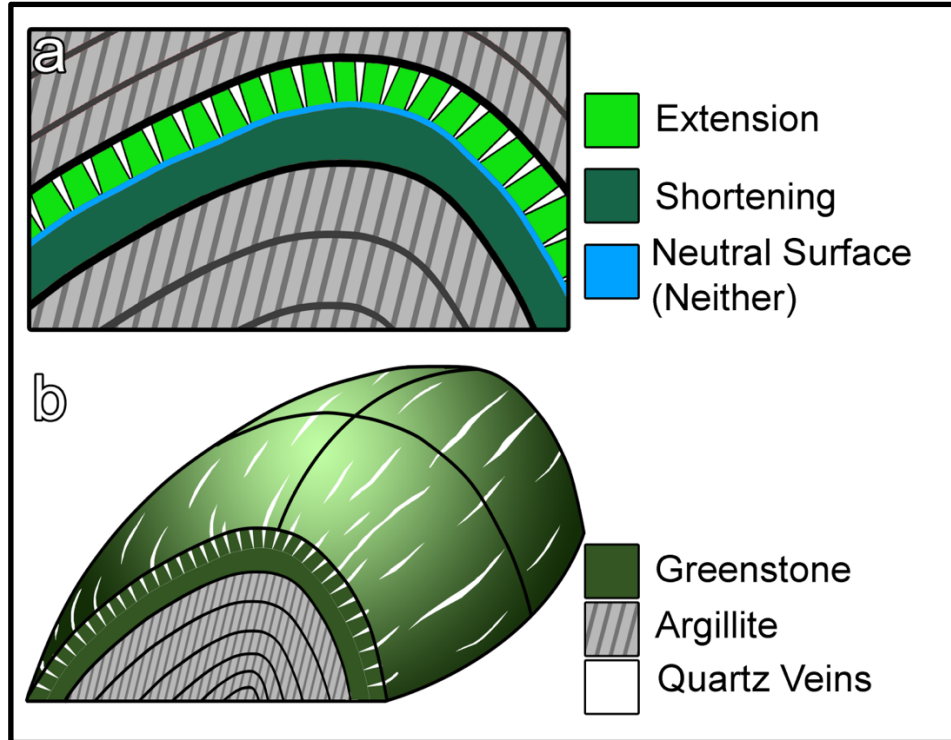 a
Extension
Shortening
Neutral Surface
(Neither)
b
Greenstone
Argillite
Quartz Veins